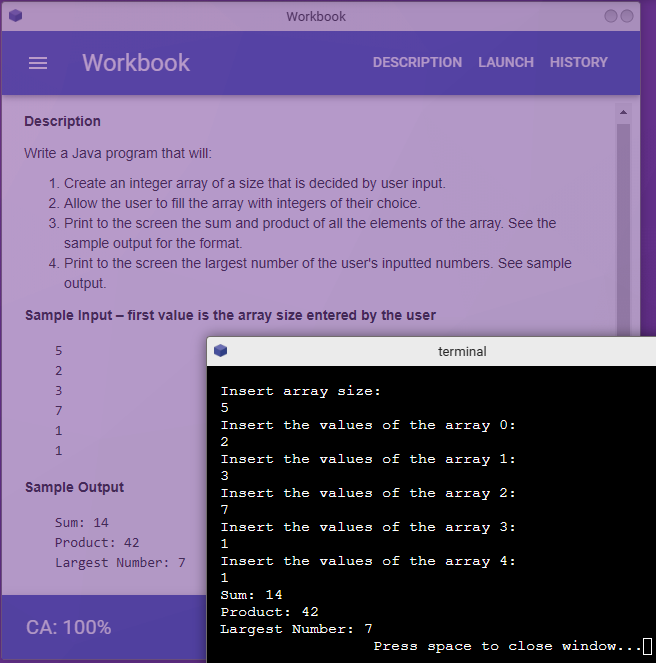 Workbook
Workbook
DESCRIPTION LAUNCH HISTORY
Description
Write a Java program that will:
1. Create an integer array of a size that is decided by user input.
2. Allow the user to fill the array with integers of their choice.
3. Print to the screen the sum and product of all the elements of the array. See the
sample output for the format.
4. Print to the screen the largest number of the user's inputted numbers. See sample
output.
Sample Input – first value is the array size entered by the user
5
2
3
7
1
1
Sample Output
Sum: 14
Product: 42
Largest Number: 7
CA: 100%
terminal
Insert array size:
5
Insert the values of the array 0:
2
Insert the values of the array 1:
3
Insert the values of the array 2:
7
Insert the values of the array 3:
1
Insert the values of the array 4:
1
Sum: 14
Product: 42
Largest Number: 7
Press space to close window...